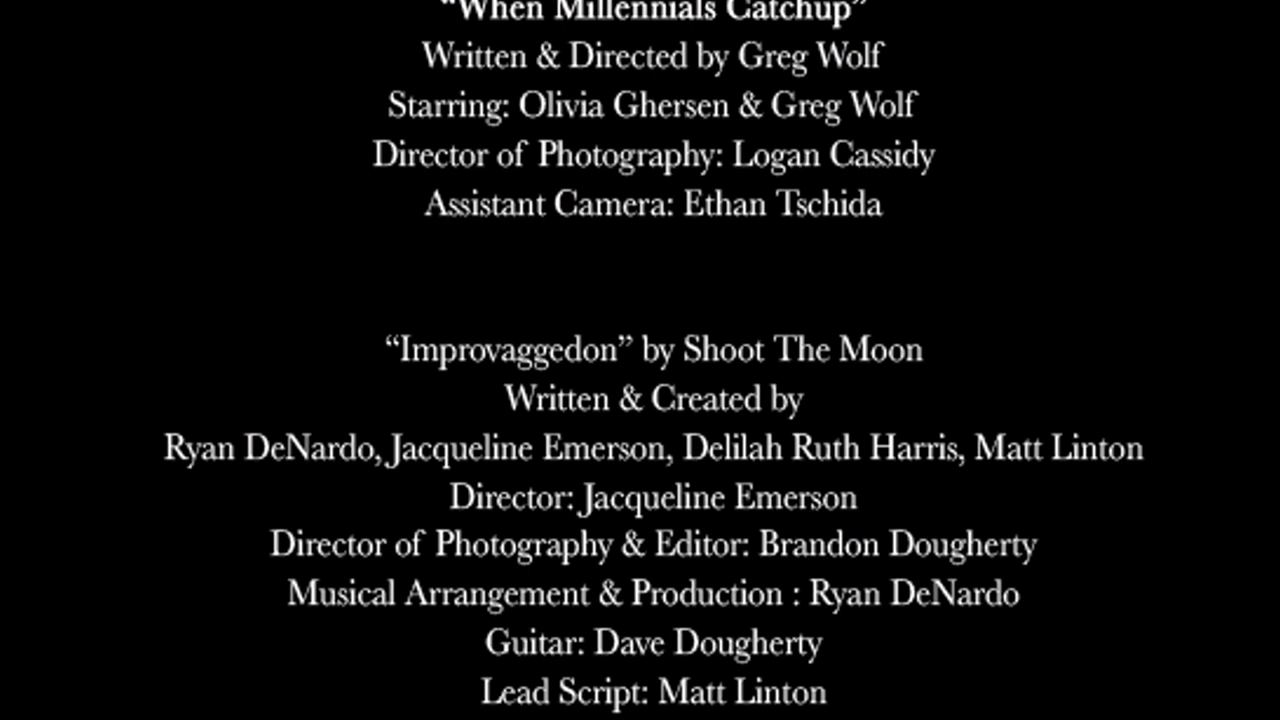 “When Millennials Catchup”
Written & Directed by Greg Wolf
Starring: Olivia Ghersen & Greg Wolf
Director of Photography: Logan Cassidy
Assistant Camera: Ethan Tschida
“Improvaggedon” by Shoot The Moon
Written & Created by
Ryan DeNardo, Jacqueline Emerson, Delilah Ruth Harris, Matt Linton
Director: Jacqueline Emerson
Director of Photography & Editor: Brandon Dougherty
Musical Arrangement & Production : Ryan DeNardo
Guitar: Dave Dougherty
Lead Script: Matt Linton